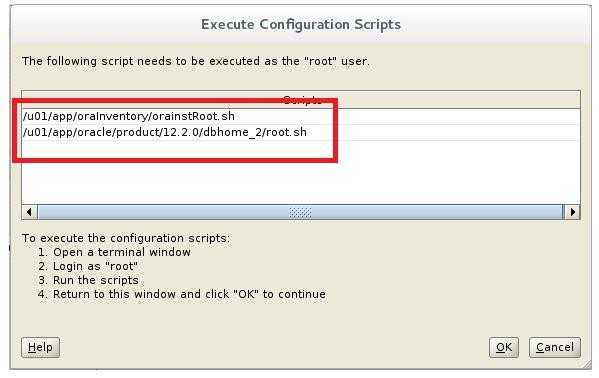 Execute Configuration Scripts
The following script needs to be executed as the "root" user.
Scripts
/u01/app/oraInventory/orainstRoot.sh
/u01/app/oracle/product/12.2.0/dbhome_2/root.sh
To execute the configuration scripts:
1. Open a terminal window
2. Login as "root"
3. Run the scripts
4. Return to this window and click "OK" to continue
Help
OK
Cancel